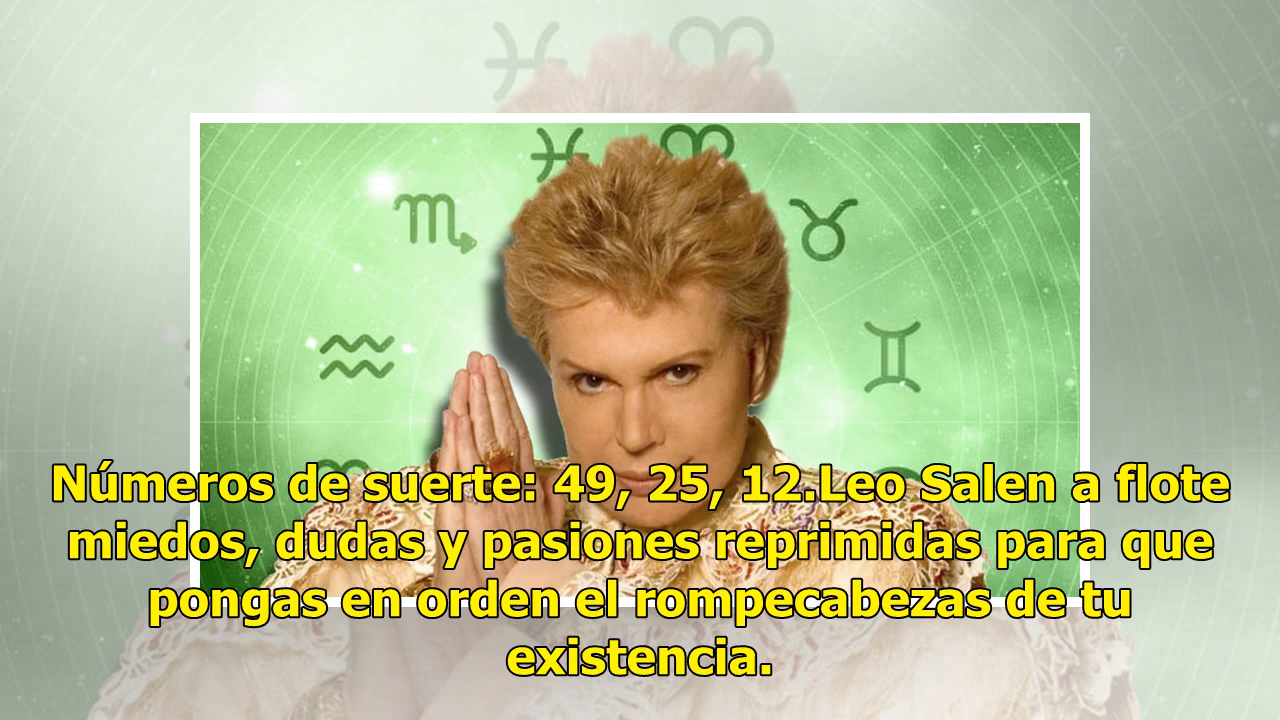 Números de suerte: 49, 25, 12.Leo Salen a flote
miedos, dudas y pasiones reprimidas para que
pongas en orden el rompecabezas de tu
existencia.